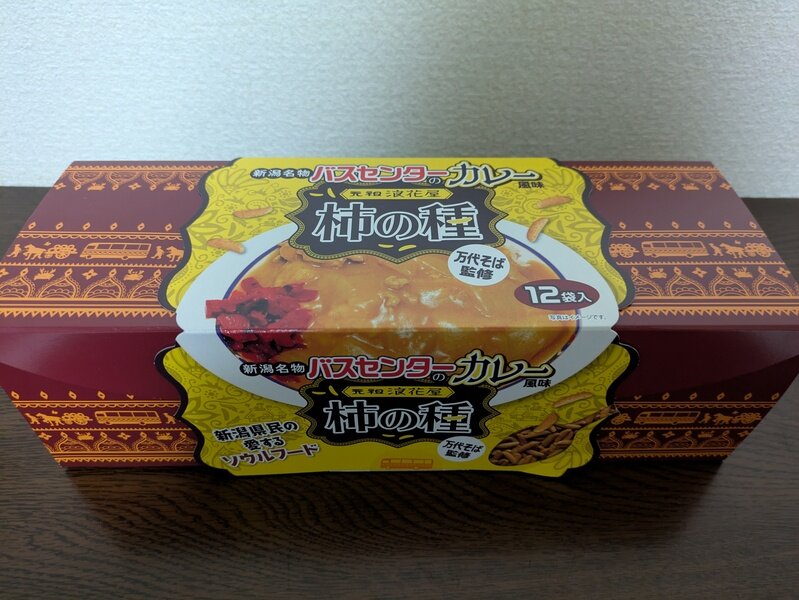 新潟名物 バスセンターのカレー風味
元祖 浪花屋
柿の種
万代そば
監修
12袋入
写真はイメージです。
新潟名物 バスセンターのカレー風味
元祖 浪花屋
柿の種
新潟県民の
愛する
ソウルフード
万代そば
監修